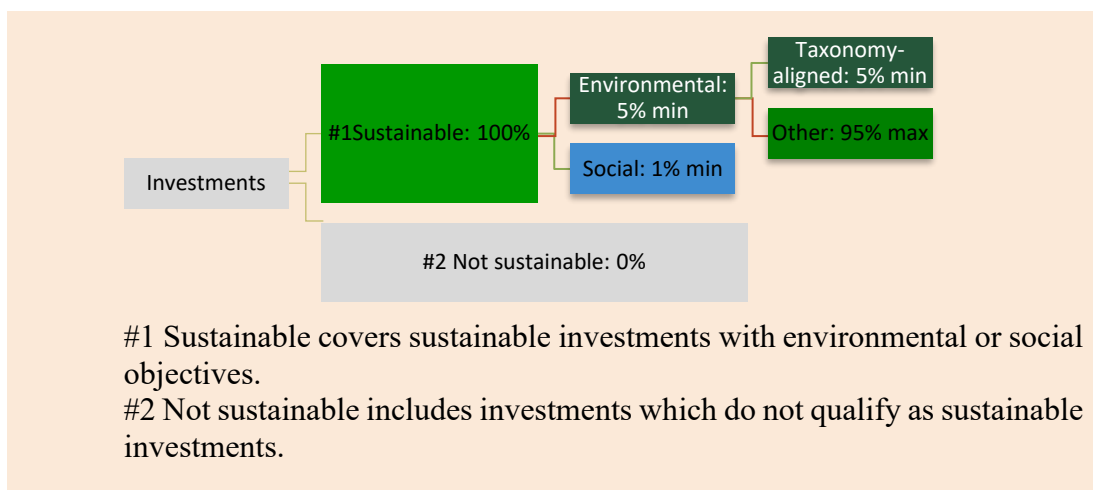 Taxonomy-
aligned: 5% min
Environmental:
5% min
#1Sustainable: 100%
Other: 95% max
Social: 1% min
Investments
#2 Not sustainable: 0%
#1 Sustainable covers sustainable investments with environmental or social
objectives.
#2 Not sustainable includes investments which do not qualify as sustainable
investments.